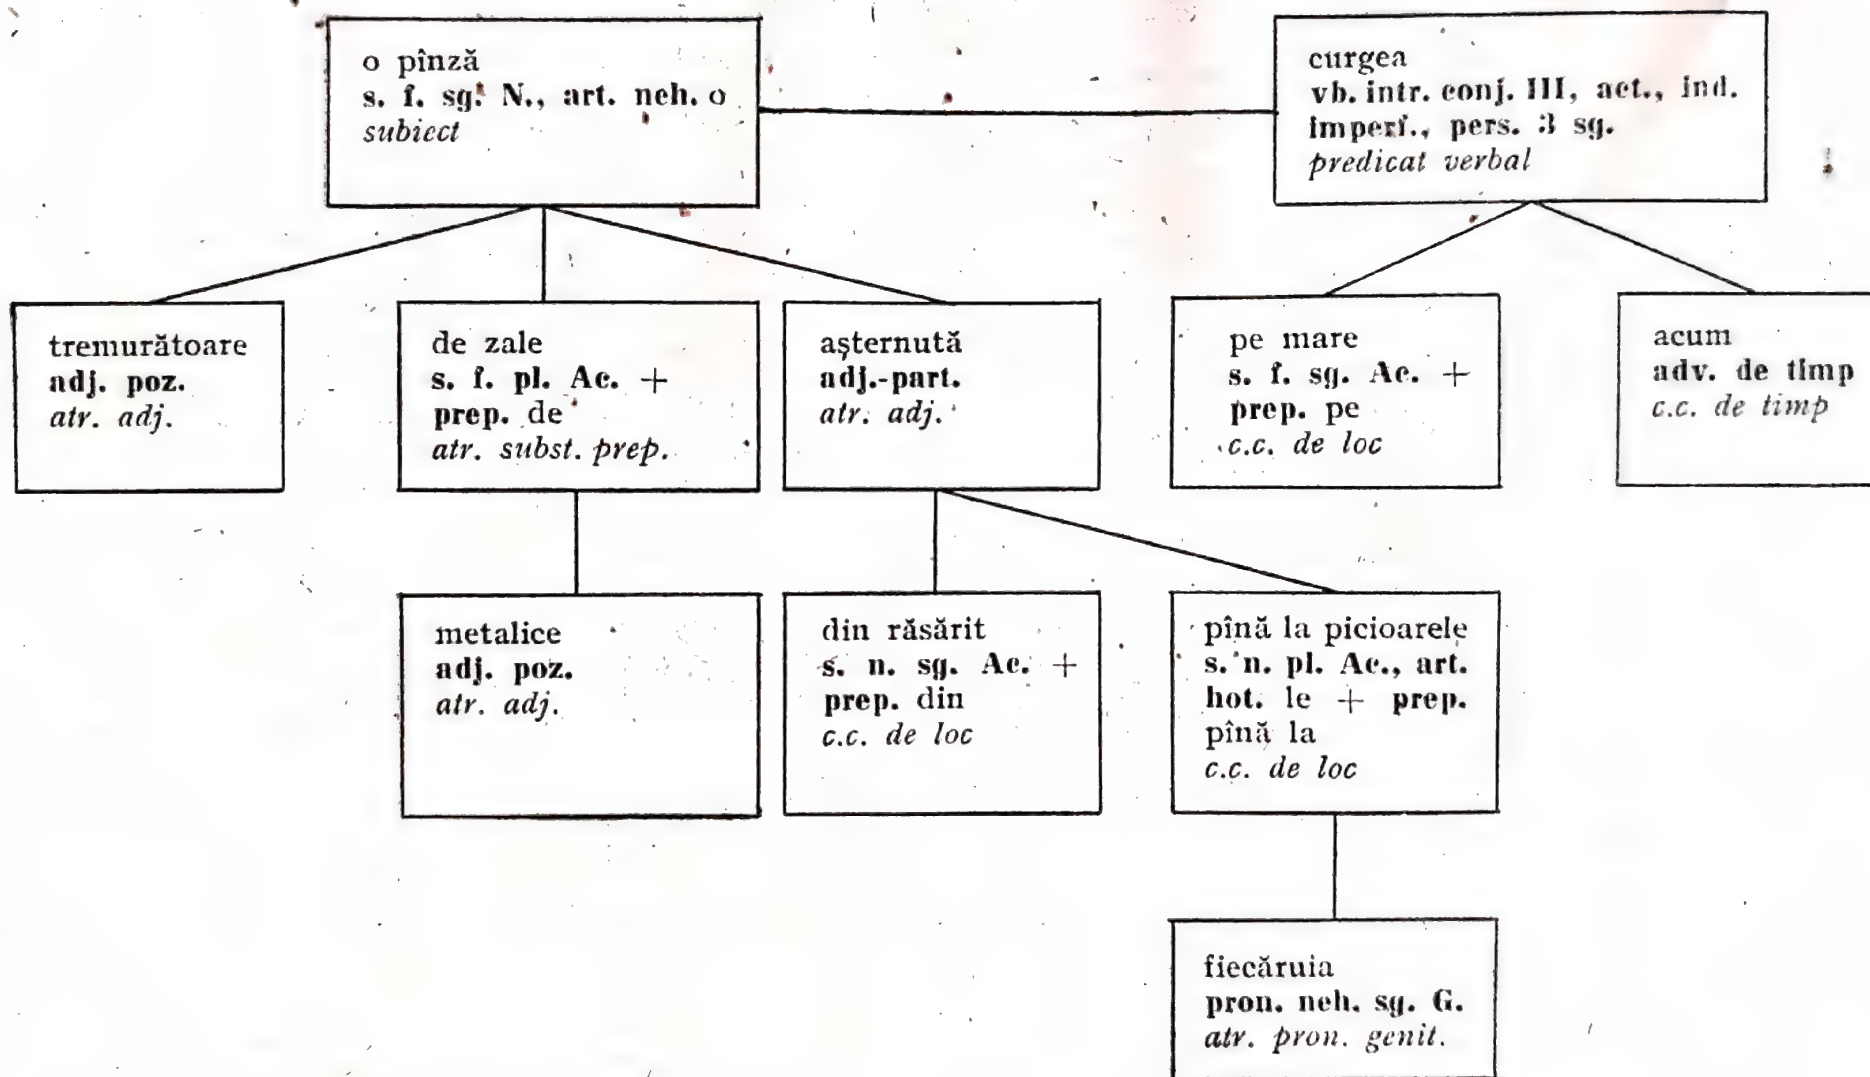 o pînză
s. f. sg. N., art. neh. o
subiect
curgea
vb. intr. conj. III, act., ind.
imperf., pers. 3 sg.
predicat verbal
tremurătoare
adj. poz.
atr. adj.
de zale
s. f. pl. Ac. +
prep. de
atr. subst. prep.
așternută
adj.-part.
atr. adj.
pe mare
s. f. sg. Ac. +
prep. pe
c.c. de loc
acum
adv. de timp
c.c. de timp
metalice
adj. poz.
atr. adj.
din răsărit
s. n. sg. Ac. +
prep. din
c.c. de loc
pînă la picioarele
s. n. pl. Ac., art.
hot. le + prep.
pînă la
c.c. de loc
fiecăruia
pron. neh. sg. G.
atr. pron. genit.